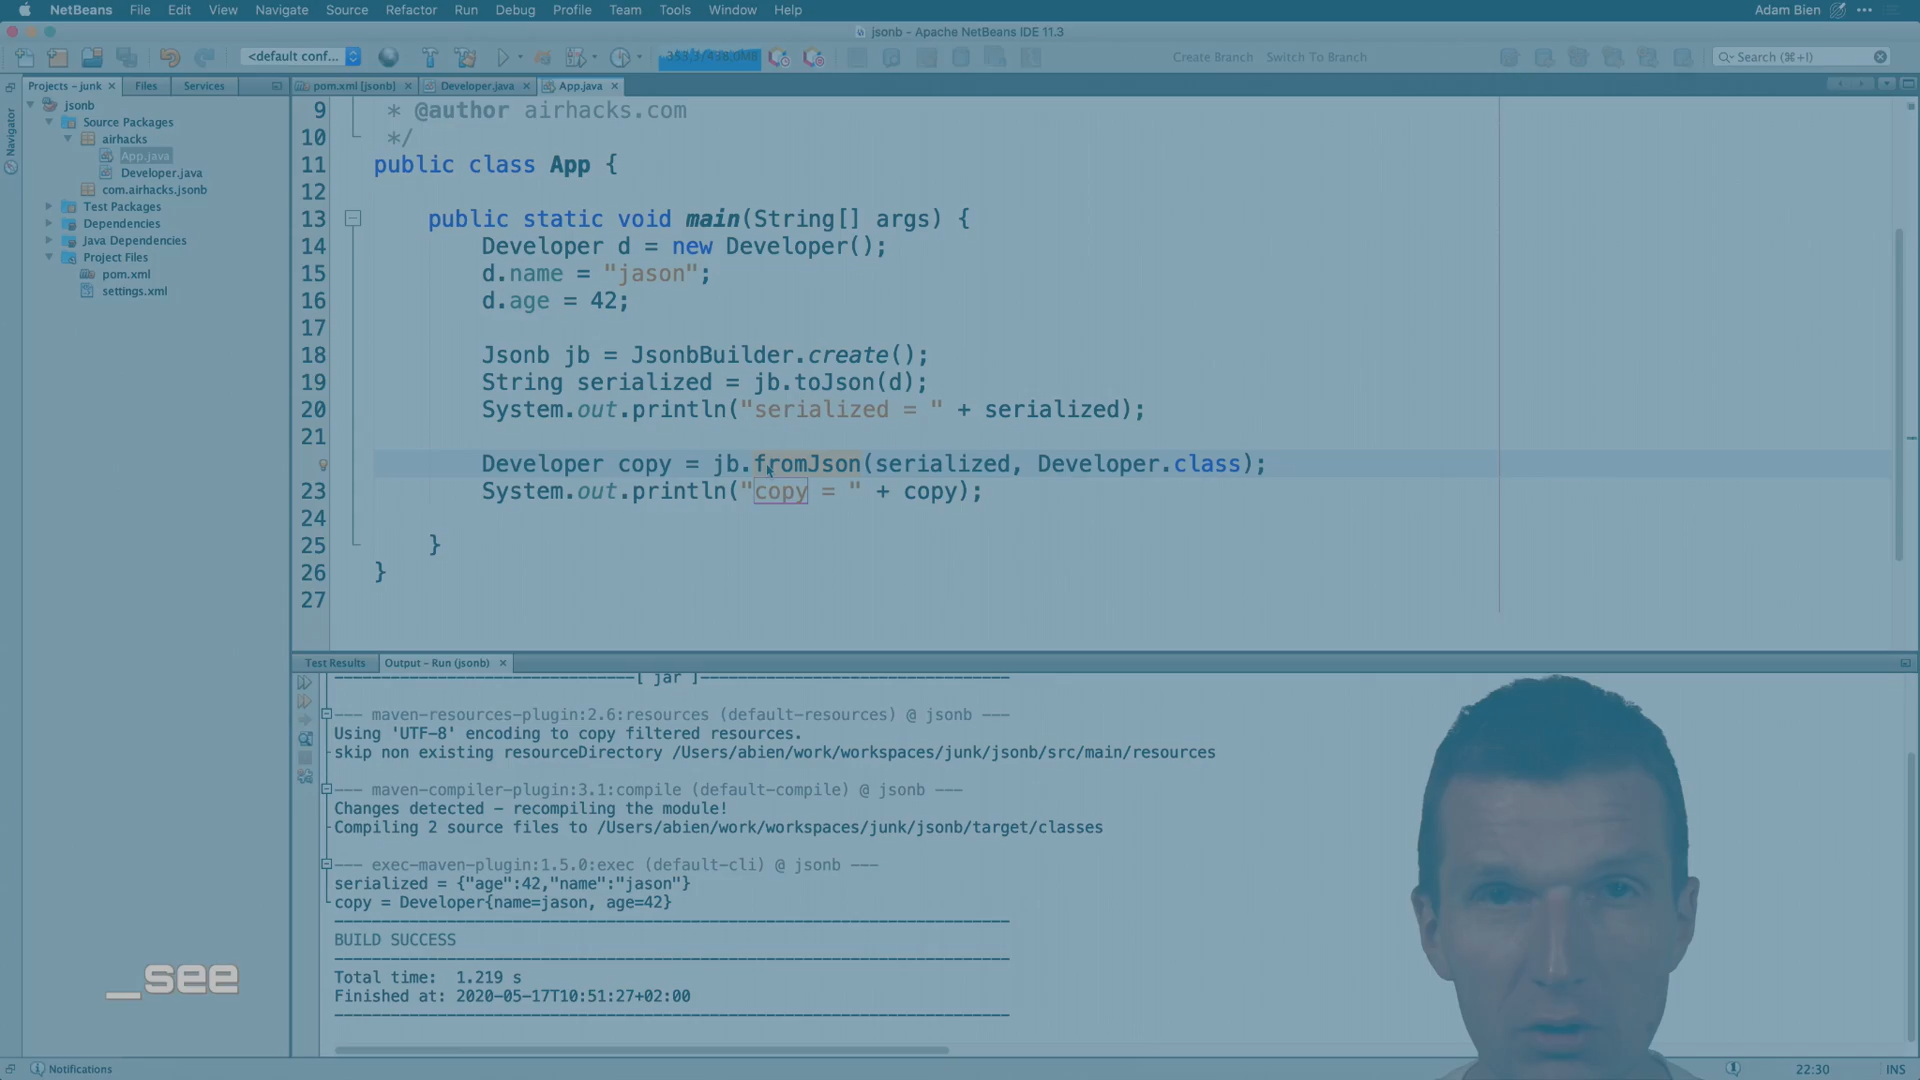 NetBeans File Edit View Navigate Source Refactor Run Debug Profile Team Tools Window Help Adam Bien
jsonb - Apache NetBeans IDE 11.3
<default conf... Create Branch Switch To Branch Search (⌘+I)
Projects - junk Files Services
pom.xml [jsonb] Developer.java App.java
Navigator
jsonb
Source Packages
airhacks
App.java
Developer.java
com.airhacks.jsonb
Test Packages
Dependencies
Java Dependencies
Project Files
pom.xml
settings.xml
9 * @author airhacks.com
10 */
11 public class App {
12
13 public static void main(String[] args) {
14 Developer d = new Developer();
15 d.name = "jason";
16 d.age = 42;
17
18 Jsonb jb = JsonbBuilder.create();
19 String serialized = jb.toJson(d);
20 System.out.println("serialized = " + serialized);
21
Developer copy = jb.fromJson(serialized, Developer.class);
23 System.out.println("copy = " + copy);
24
25 }
26 }
27
Test Results Output - Run (jsonb)
--------------------------------[ jar ]---------------------------------
--- maven-resources-plugin:2.6:resources (default-resources) @ jsonb ---
Using 'UTF-8' encoding to copy filtered resources.
skip non existing resourceDirectory /Users/abien/work/workspaces/junk/jsonb/src/main/resources
--- maven-compiler-plugin:3.1:compile (default-compile) @ jsonb ---
Changes detected - recompiling the module!
Compiling 2 source files to /Users/abien/work/workspaces/junk/jsonb/target/classes
--- exec-maven-plugin:1.5.0:exec (default-cli) @ jsonb ---
serialized = {"age":42,"name":"jason"}
copy = Developer{name=jason, age=42}
------------------------------------------------------------------------
BUILD SUCCESS
------------------------------------------------------------------------
Total time:  1.219 s
Finished at: 2020-05-17T10:51:27+02:00
------------------------------------------------------------------------
_see
Notifications 22:30 INS